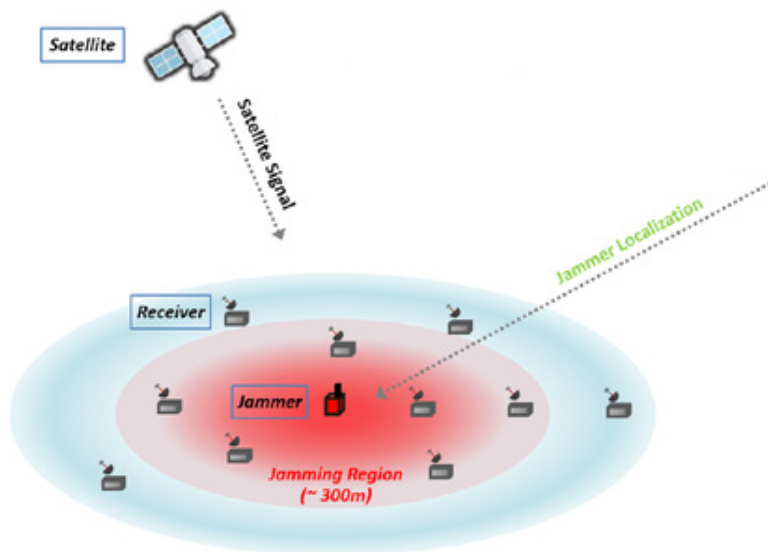 Satellite
Satellite Signal
Jammer Localization
Receiver
Jammer
Jamming Region
(~ 300m)